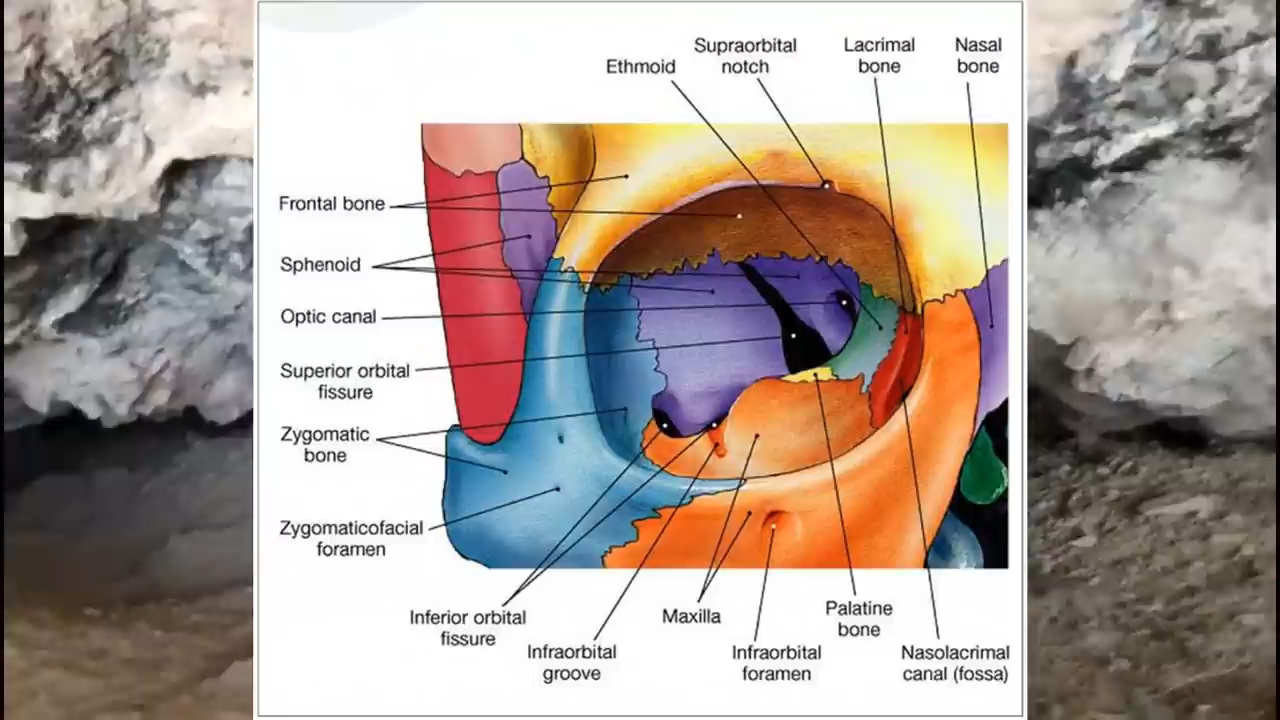 Supraorbital
notch
Lacrimal
bone
Nasal
bone
Ethmoid
Frontal bone
Sphenoid
Optic canal
Superior orbital
fissure
Zygomatic
bone
Zygomaticofacial
foramen
Inferior orbital
fissure
Infraorbital
groove
Maxilla
Infraorbital
foramen
Palatine
bone
Nasolacrimal
canal (fossa)